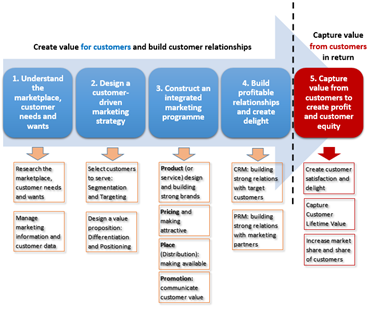 Create value for customers and build customer relationships
Capture value
from customers
in return
1. Understand
the
marketplace,
customer
needs and
wants
2. Design a
customer-
driven
marketing
strategy
3. Construct an
integrated
marketing
programme
4. Build
profitable
relationships
and create
delight
5. Capture
value from
customers to
create profit
and customer
equity
Research the
marketplace,
customer needs
and wants
Manage
marketing
information and
customer data
Select customers
to serve:
Segmentation
and Targeting
Design a value
proposition:
Differentiation
and Positioning
Product (or
service) design
and building
strong brands
Pricing and
making
attractive
Place
(Distribution):
making available
Promotion:
communicate
customer value
CRM: building
strong relations
with target
customers
PRM: building
strong relations
with marketing
partners
Create customer
satisfaction and
delight
Capture
Customer
Lifetime Value
Increase market
share and share
of customers